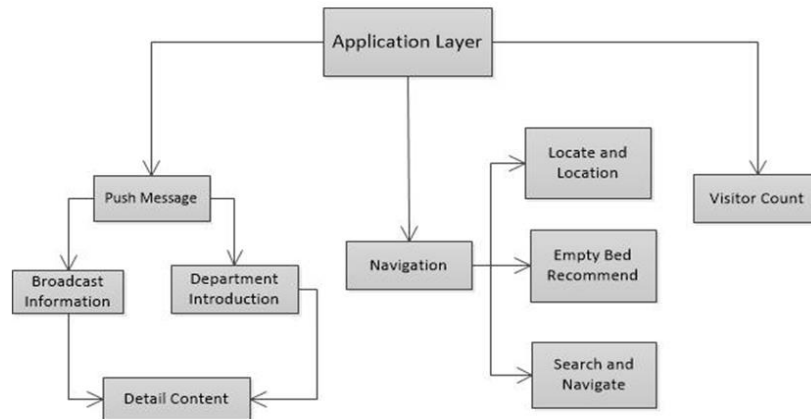 Application Layer
Push Message
Broadcast
Information
Department
Introduction
Detail Content
Navigation
Locate and
Location
Empty Bed
Recommend
Search and
Navigate
Visitor Count